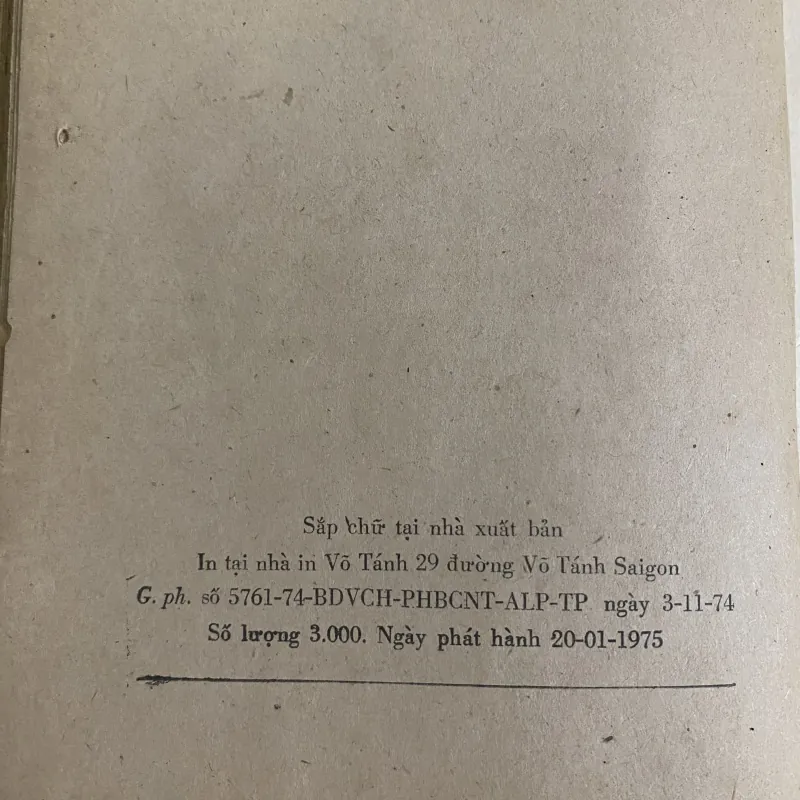 Sắp chữ tại nhà xuất bản
In tại nhà in Võ Tánh 29 đường Võ Tánh Saigon
G. ph. số 5761-74-BDVCH-PHBCNT-ALP-TP ngày 3-11-74
Số lượng 3.000. Ngày phát hành 20-01-1975